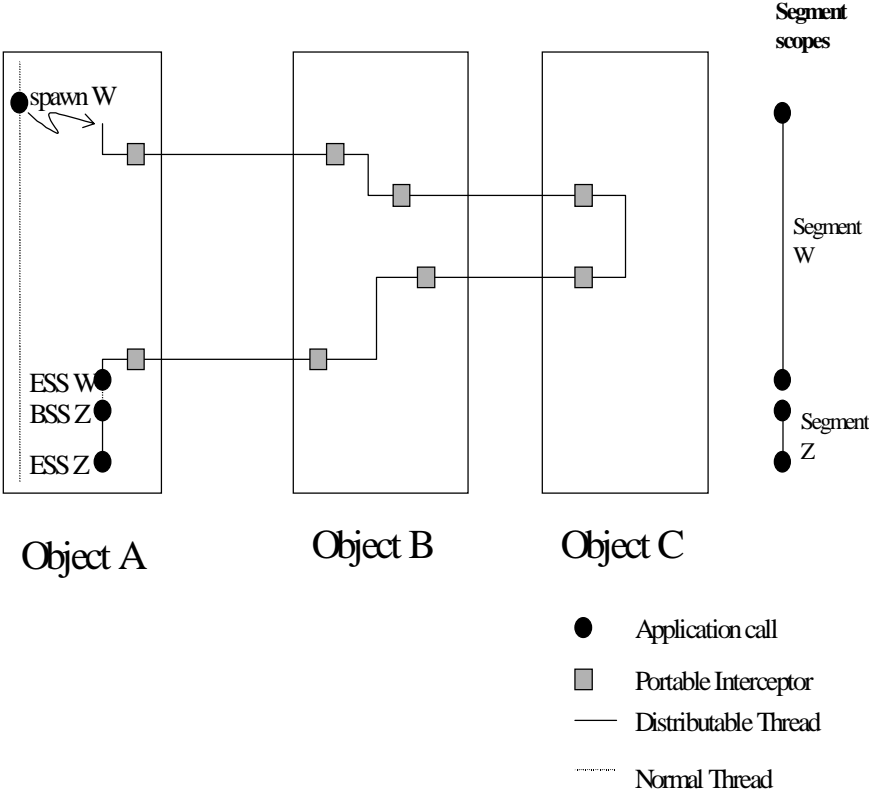 Segment
scopes
spawn W
Segment
W
ESS W
BSS Z
Segment
Z
ESS Z
Object A
Object B
Object C
Application call
Portable Interceptor
Distributable Thread
Normal Thread